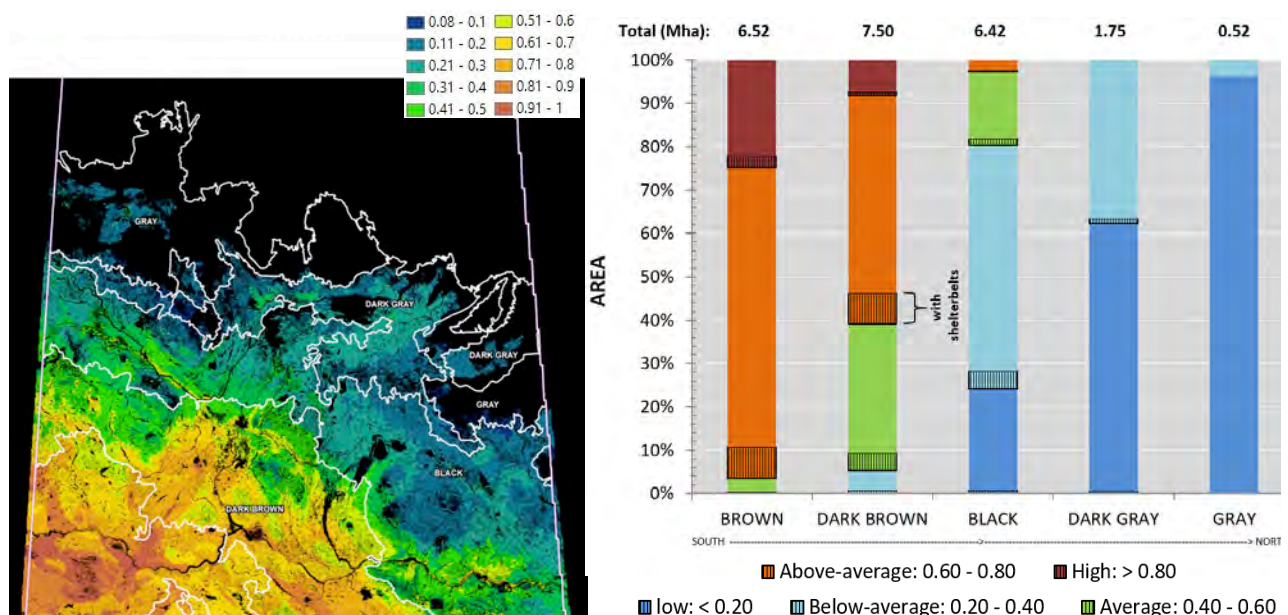 0.08 - 0.1 0.51 - 0.6
0.11 - 0.2 0.61 - 0.7
0.21 - 0.3 0.71 - 0.8
0.31 - 0.4 0.81 - 0.9
0.41 - 0.5 0.91 - 1
GRAY
DARK GRAY
DARK GRAY
GRAY
BLACK
DARK BROWN
Total (Mha): 6.52 7.50 6.42 1.75 0.52
100%
90%
80%
70%
60%
50%
40%
30%
20%
10%
0%
AREA
with
shelterbelts
BROWN DARK BROWN BLACK DARK GRAY GRAY
SOUTH NORT
Above-average: 0.60 - 0.80 High: > 0.80
low: < 0.20 Below-average: 0.20 - 0.40 Average: 0.40 - 0.60